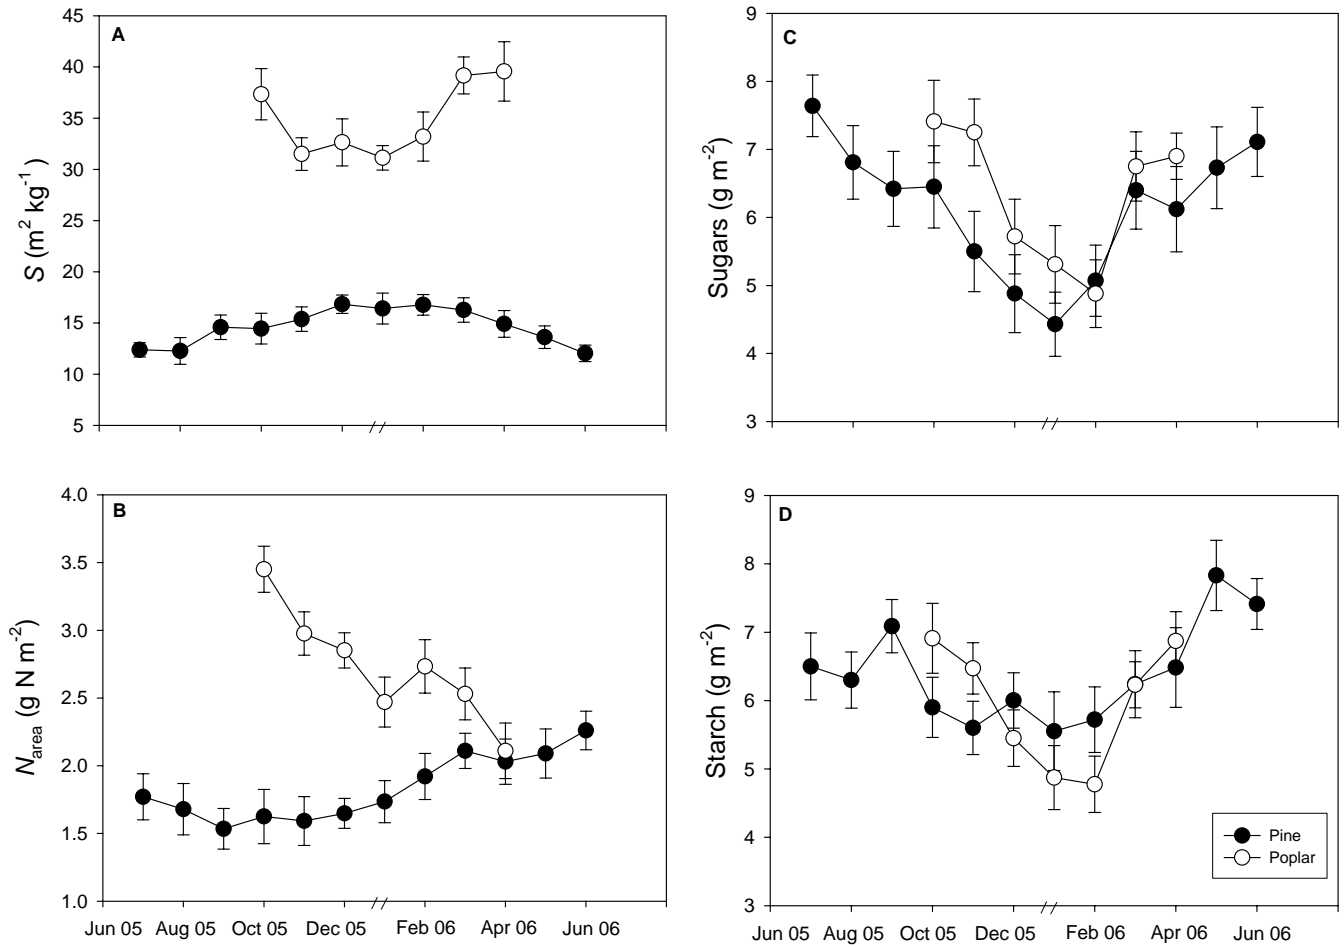 A
45
40
35
30
25
20
15
10
5
S (m² kg⁻¹)
C
9
8
7
6
5
4
3
Sugars (g m⁻²)
B
4.0
3.5
3.0
2.5
2.0
1.5
1.0
N_area (g N m⁻²)
Jun 05 Aug 05 Oct 05 Dec 05 Feb 06 Apr 06 Jun 06
D
9
8
7
6
5
4
3
Starch (g m⁻²)
Pine
Poplar
Jun 05 Aug 05 Oct 05 Dec 05 Feb 06 Apr 06 Jun 06